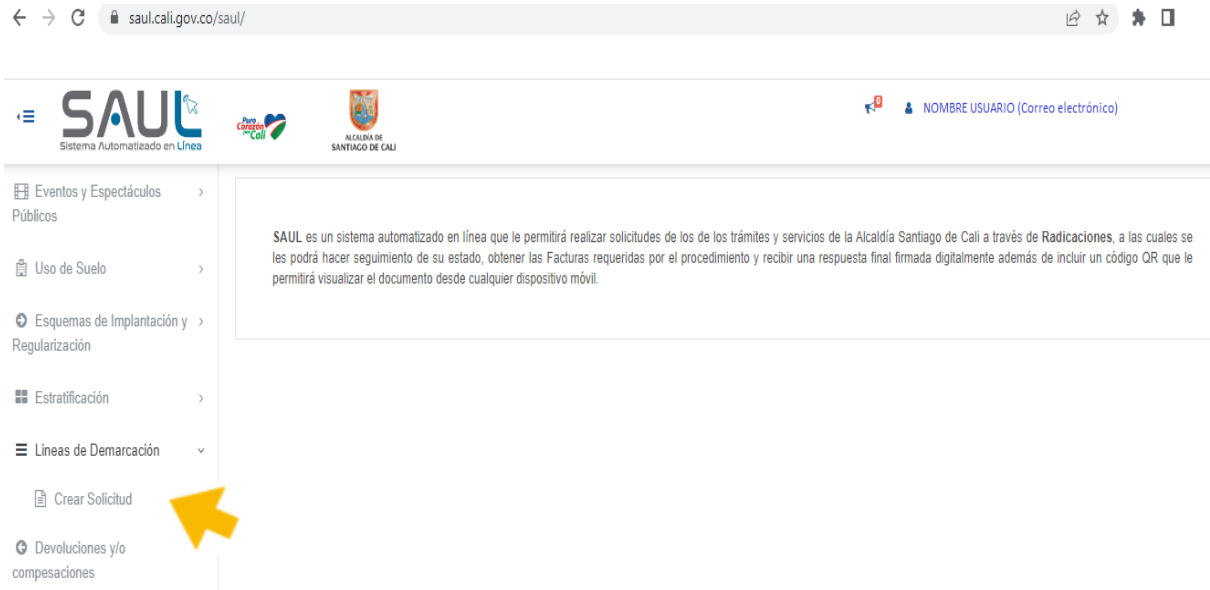 saul.cali.gov.co/saul/
SAUL
Sistema Automatizado en Línea
Puro
Corazón
por Cali
ALCALDÍA DE
SANTIAGO DE CALI
0
NOMBRE USUARIO (Correo electrónico)
Eventos y Espectáculos
Públicos
Uso de Suelo
Esquemas de Implantación y
Regularización
Estratificación
Lineas de Demarcación
Crear Solicitud
Devoluciones y/o
compesaciones
SAUL es un sistema automatizado en línea que le permitirá realizar solicitudes de los de los trámites y servicios de la Alcaldía Santiago de Cali a través de Radicaciones, a las cuales se
les podrá hacer seguimiento de su estado, obtener las Facturas requeridas por el procedimiento y recibir una respuesta final firmada digitalmente además de incluir un código QR que le
permitirá visualizar el documento desde cualquier dispositivo móvil.